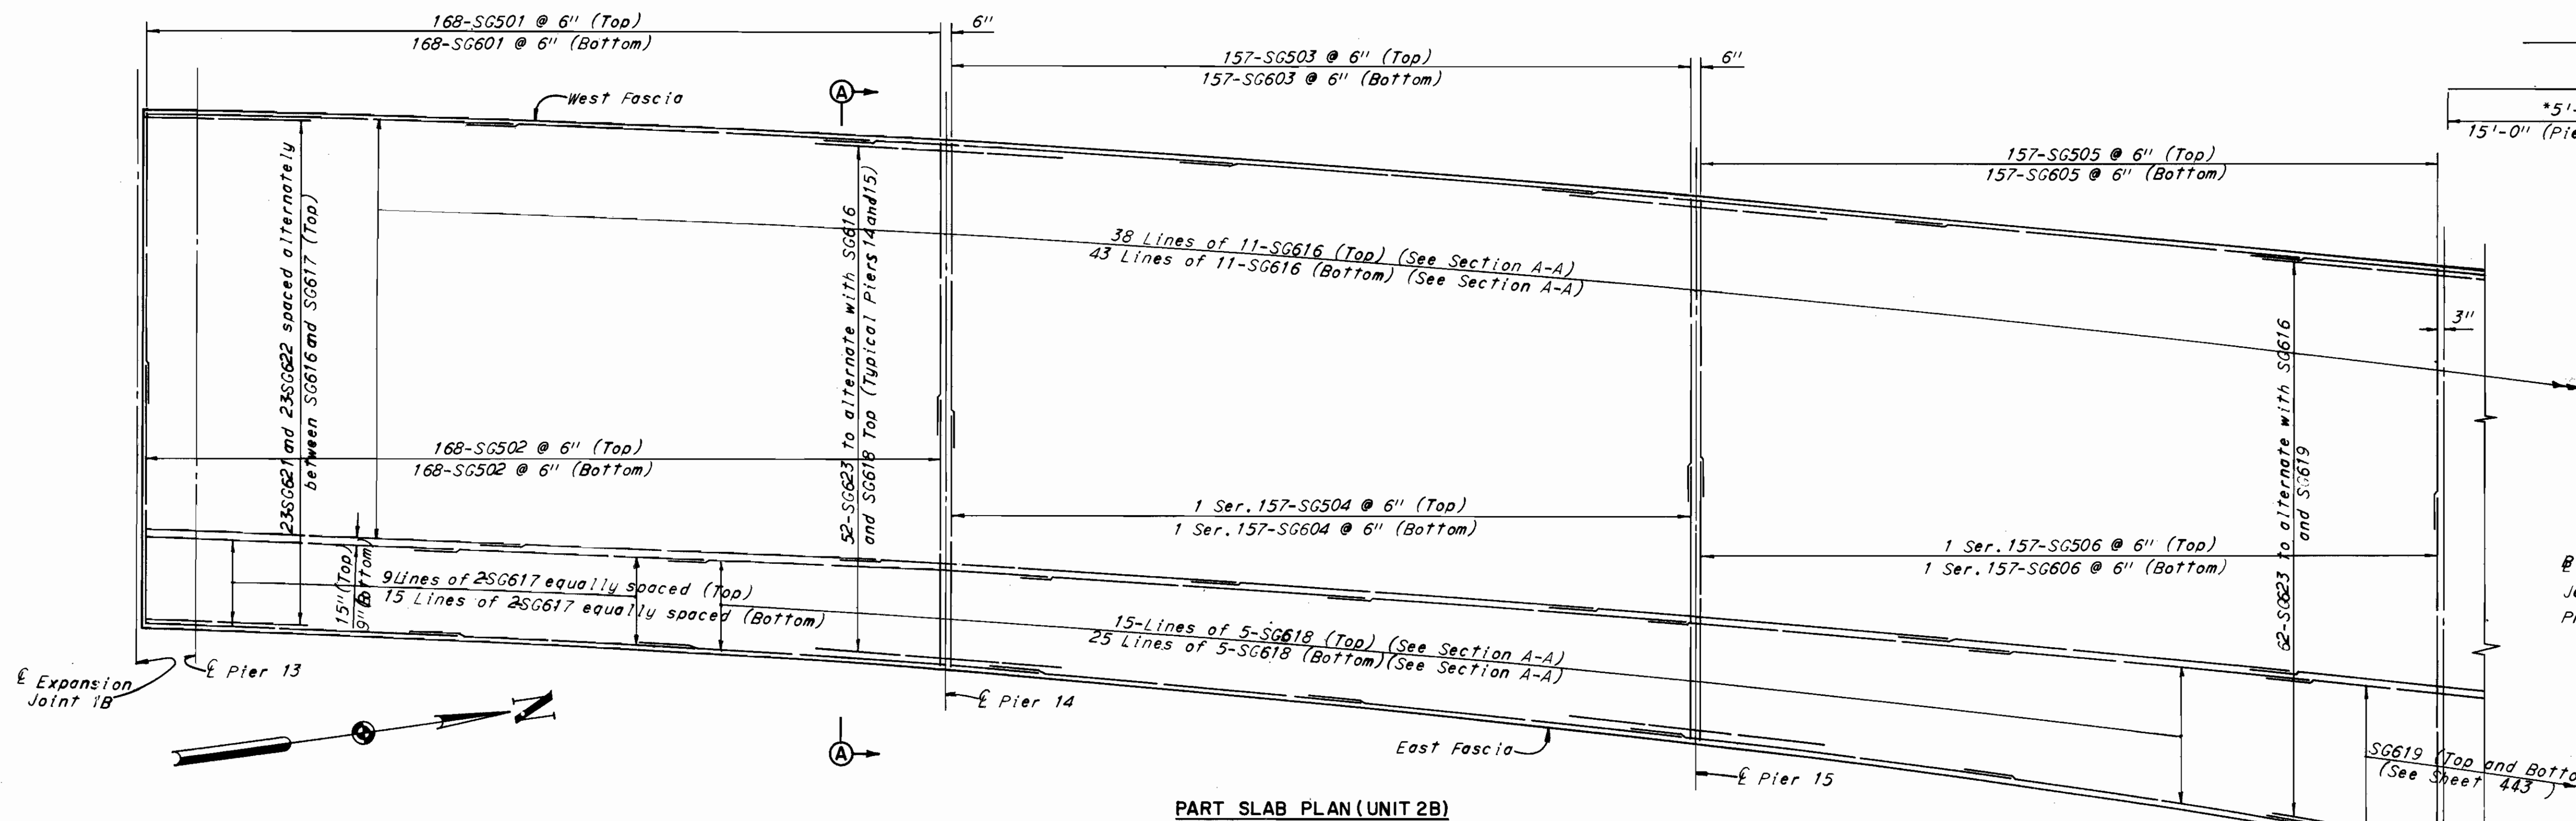 168-SG501 @ 6" (Top)
168-SG601 @ 6" (Bottom)
6"
157-SG503 @ 6" (Top)
157-SG603 @ 6" (Bottom)
6"
157-SG505 @ 6" (Top)
157-SG605 @ 6" (Bottom)
*5'-
15'-0" (Pie
West Fascia
A
23-SG621 and 23-SG622 spaced alternately
between SG616 and SG617 (Top)
52-SG623 to alternate with SG616
and SG618 Top (Typical Piers 14 and 15)
38 Lines of 11-SG616 (Top) (See Section A-A)
43 Lines of 11-SG616 (Bottom) (See Section A-A)
62-SG623 to alternate with SG616
and SG619
3"
168-SG502 @ 6" (Top)
168-SG502 @ 6" (Bottom)
1 Ser. 157-SG504 @ 6" (Top)
1 Ser. 157-SG604 @ 6" (Bottom)
1 Ser. 157-SG506 @ 6" (Top)
1 Ser. 157-SG606 @ 6" (Bottom)
15" (Top)
9" (Bottom)
9 Lines of 2-SG617 equally spaced (Top)
15 Lines of 2-SG617 equally spaced (Bottom)
15-Lines of 5-SG618 (Top) (See Section A-A)
25 Lines of 5-SG618 (Bottom) (See Section A-A)
℄ Expansion
Joint 1B
℄ Pier 13
℄ Pier 14
A
East Fascia
℄ Pier 15
SG619 (Top and Botto
(See Sheet 443)
PART SLAB PLAN (UNIT 2B)